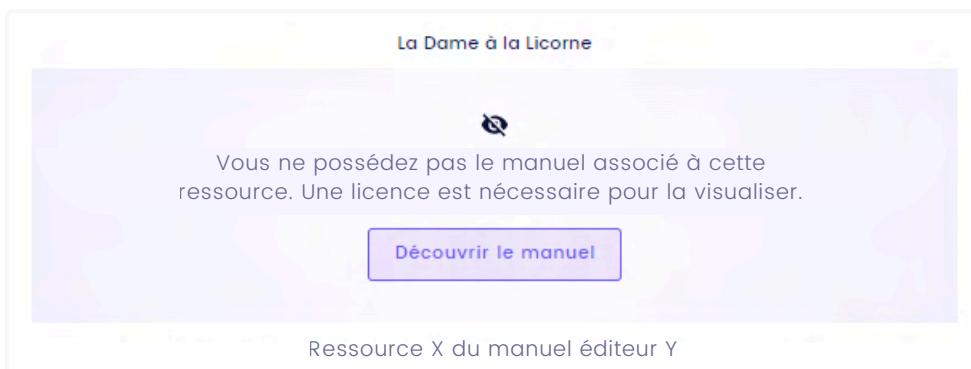 La Dame à la Licorne
Vous ne possédez pas le manuel associé à cette
ressource. Une licence est nécessaire pour la visualiser.
Découvrir le manuel
Ressource X du manuel éditeur Y